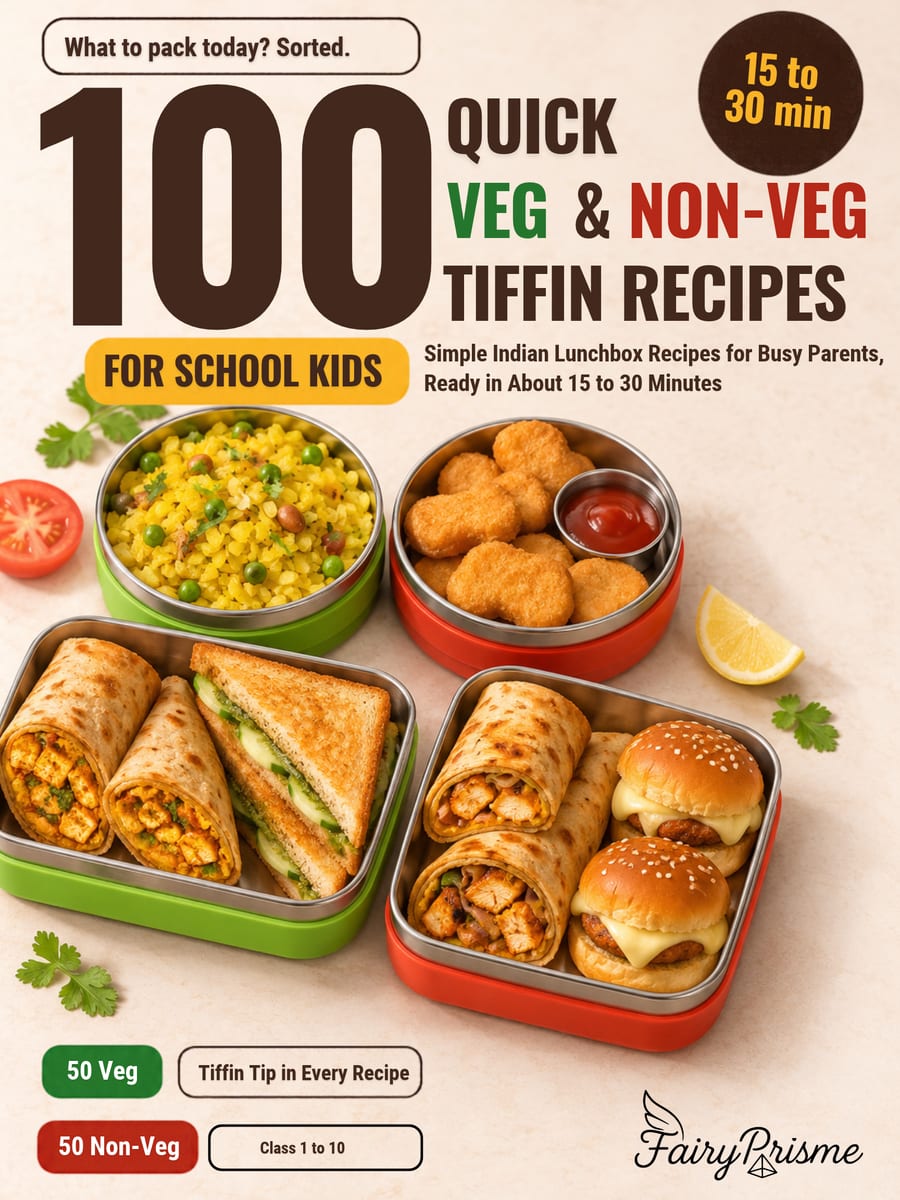 What to pack today? Sorted.
15 to
30 min
100
QUICK
VEG & NON-VEG
TIFFIN RECIPES
FOR SCHOOL KIDS
Simple Indian Lunchbox Recipes for Busy Parents,
Ready in About 15 to 30 Minutes
50 Veg
Tiffin Tip in Every Recipe
50 Non-Veg
Class 1 to 10
FairyPrisme